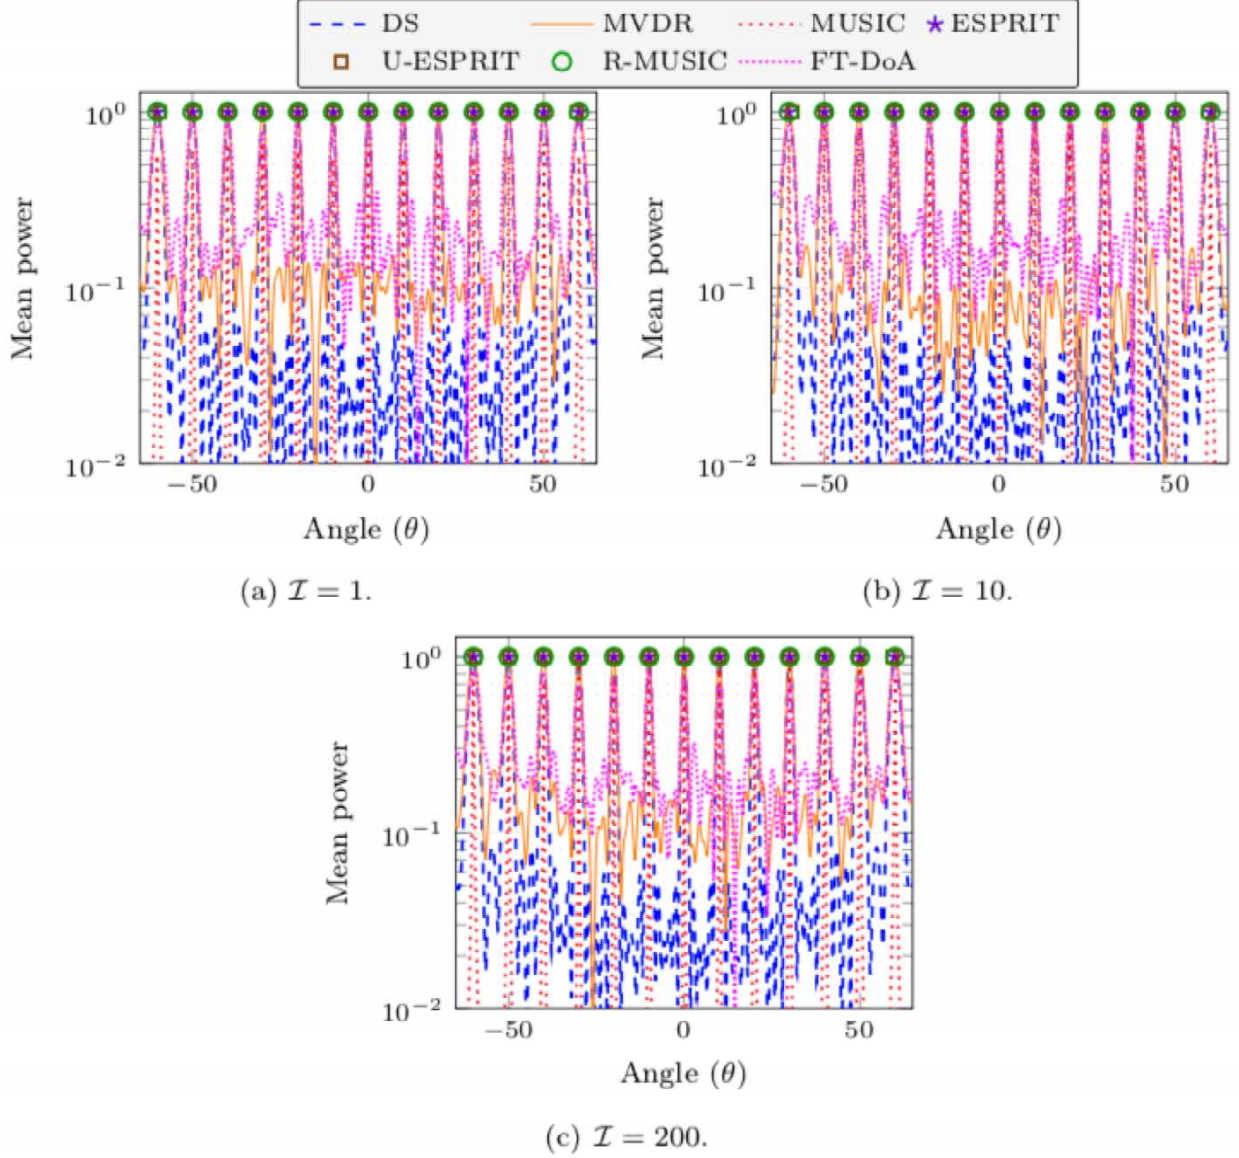 DS MVDR MUSIC ESPRIT
U-ESPRIT R-MUSIC FT-DoA
10^0
10^−1
10^−2
Mean power
−50 0 50
Angle (θ)
(a) 𝓘 = 1.
10^0
10^−1
10^−2
Mean power
−50 0 50
Angle (θ)
(b) 𝓘 = 10.
10^0
10^−1
10^−2
Mean power
−50 0 50
Angle (θ)
(c) 𝓘 = 200.